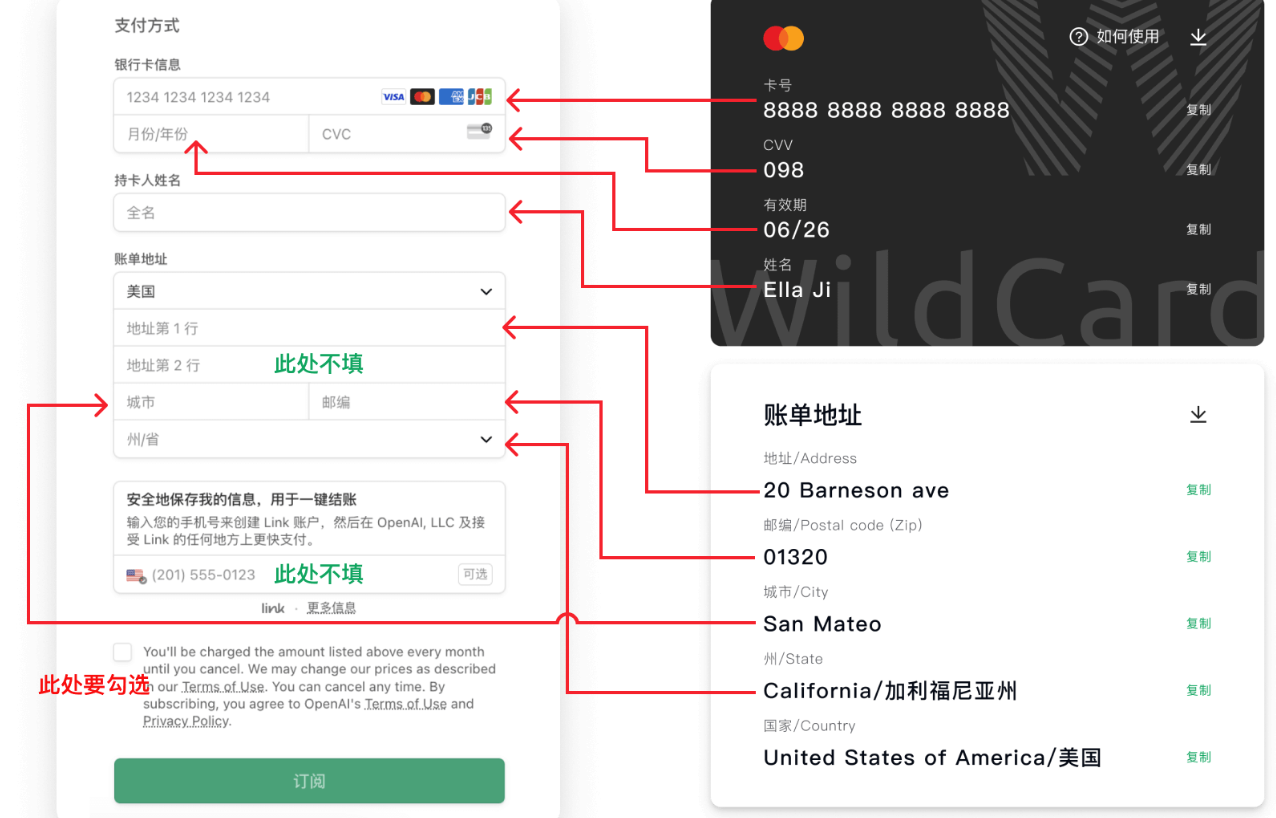 支付方式
银行卡信息
1234 1234 1234 1234
VISA
JCB
月份/年份
CVC
持卡人姓名
全名
账单地址
美国
地址第 1 行
地址第 2 行
此处不填
城市
邮编
州/省
安全地保存我的信息，用于一键结账
输入您的手机号来创建 Link 账户，然后在 OpenAI, LLC 及接
受 Link 的任何地方上更快支付。
(201) 555-0123
此处不填
可选
link · 更多信息
You'll be charged the amount listed above every month
until you cancel. We may change our prices as described
in our Terms of Use. You can cancel any time. By
subscribing, you agree to OpenAI's Terms of Use and
Privacy Policy.
此处要勾选
订阅
如何使用
卡号
8888 8888 8888 8888
复制
CVV
098
复制
有效期
06/26
复制
姓名
Ella Ji
复制
WildCard
账单地址
地址/Address
20 Barneson ave
复制
邮编/Postal code (Zip)
01320
复制
城市/City
San Mateo
复制
州/State
California/加利福尼亚州
复制
国家/Country
United States of America/美国
复制